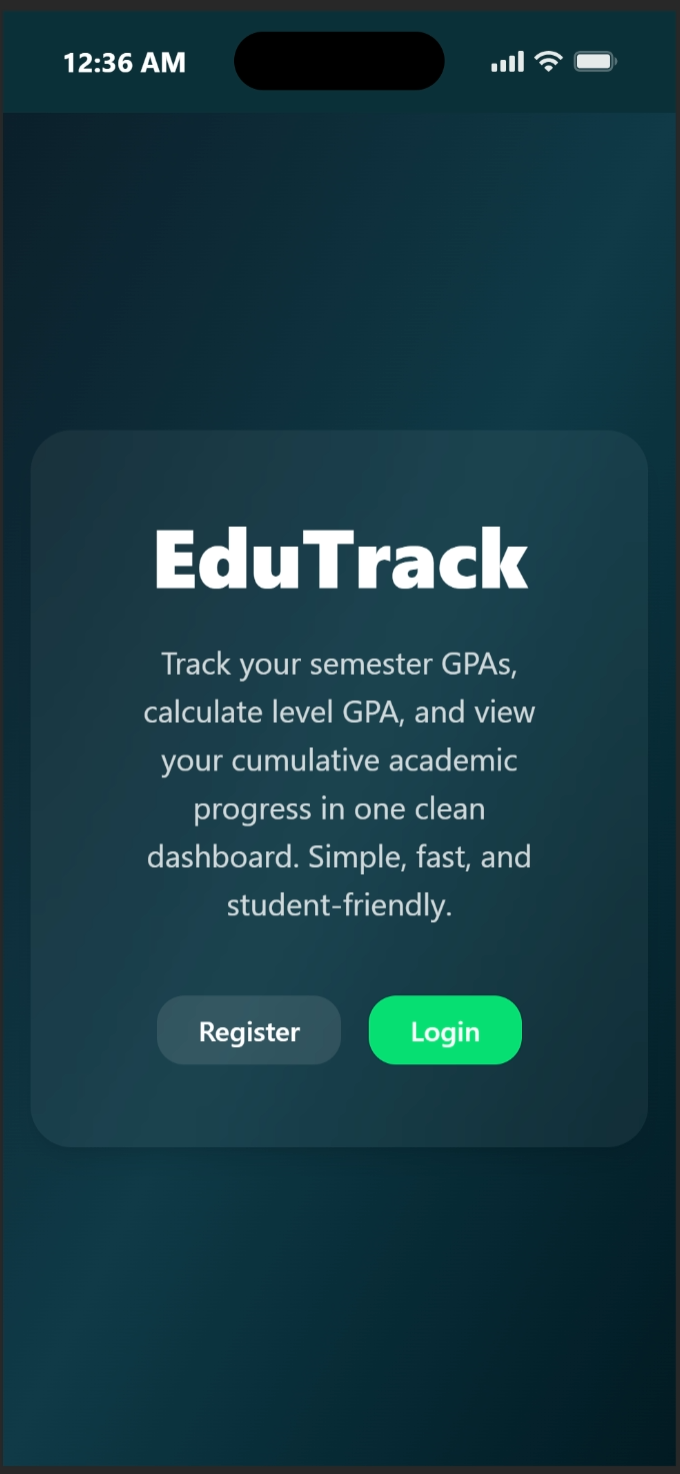 12:36 AM
EduTrack
Track your semester GPAs,
calculate level GPA, and view
your cumulative academic
progress in one clean
dashboard. Simple, fast, and
student-friendly.
Register
Login